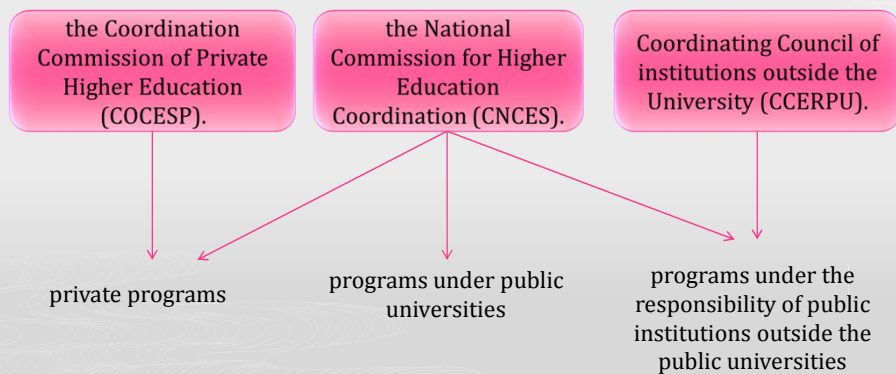 the Coordination
Commission of Private
Higher Education
(COCESP).
the National
Commission for Higher
Education
Coordination (CNCES).
Coordinating Council of
institutions outside the
University (CCERPU).
private programs
programs under public
universities
programs under the
responsibility of public
institutions outside the
public universities